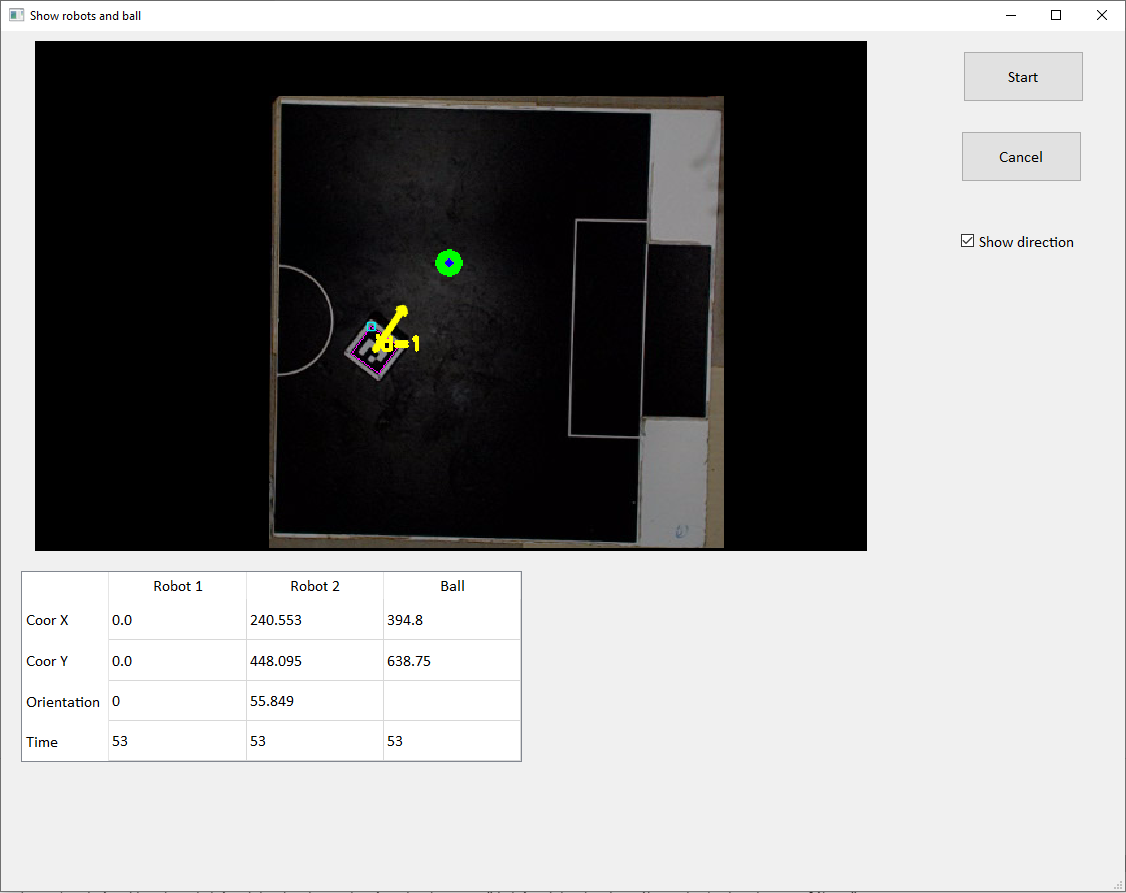 Show robots and ball
Start
Cancel
Show direction
id=1
Robot 1 Robot 2 Ball
Coor X 0.0 240.553 394.8
Coor Y 0.0 448.095 638.75
Orientation 0 55.849
Time 53 53 53